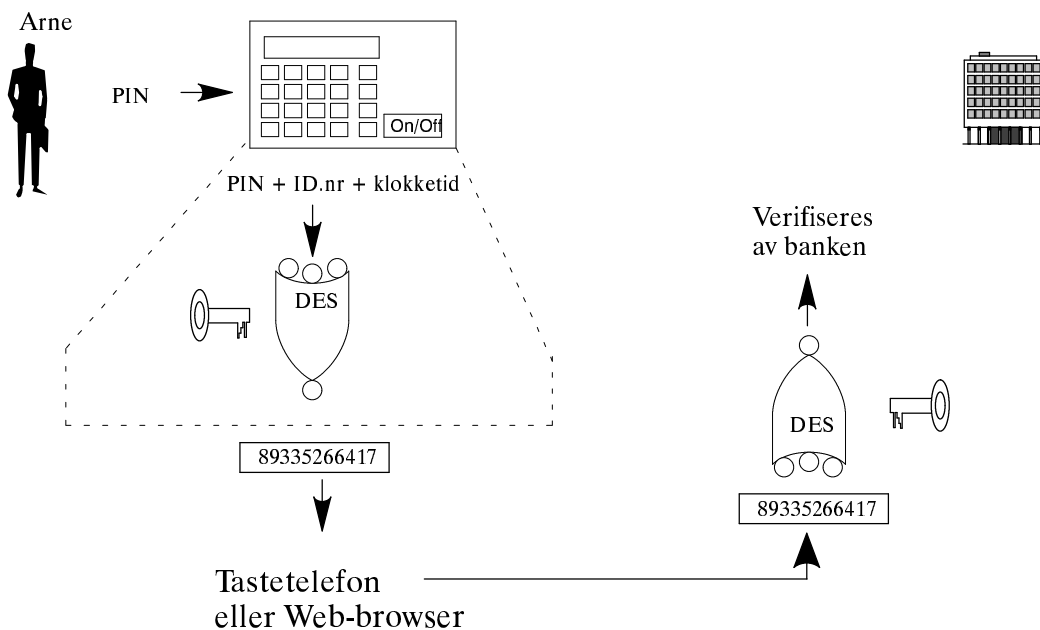 Arne
PIN
On/Off
PIN + ID.nr + klokketid
DES
89335266417
Tastetelefon
eller Web-browser
Verifiseres
av banken
DES
89335266417